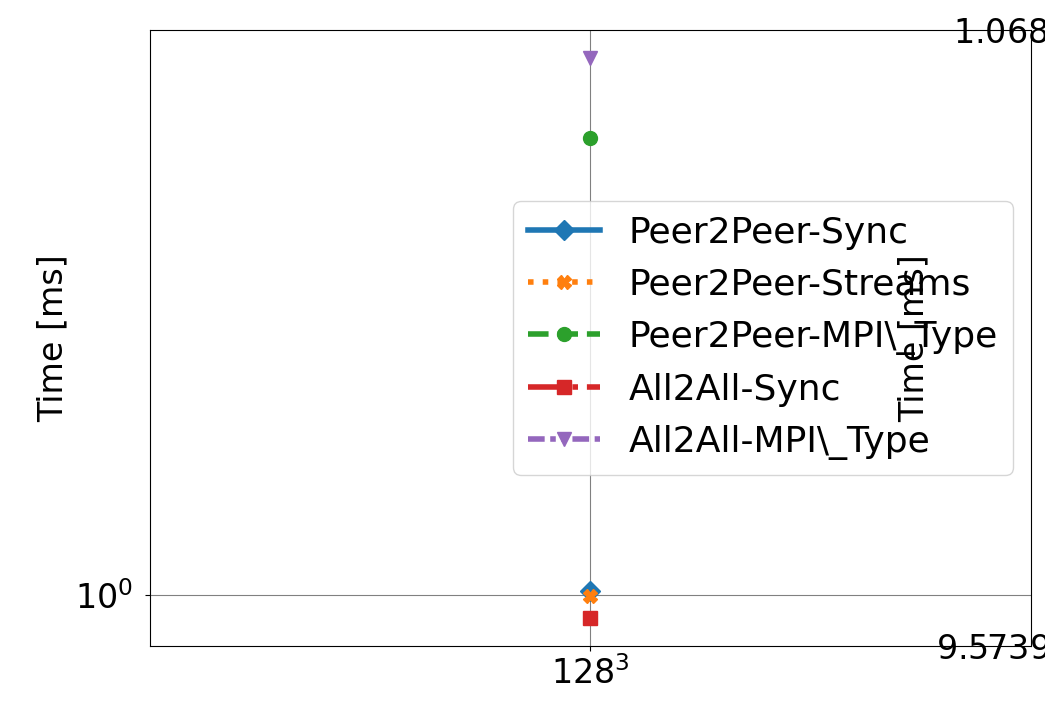 1.068
Time [ms]
Peer2Peer-Sync
Peer2Peer-Streams
Peer2Peer-MPI\_Type
All2All-Sync
All2All-MPI\_Type
Time [ms]
10⁰
9.5739
128³